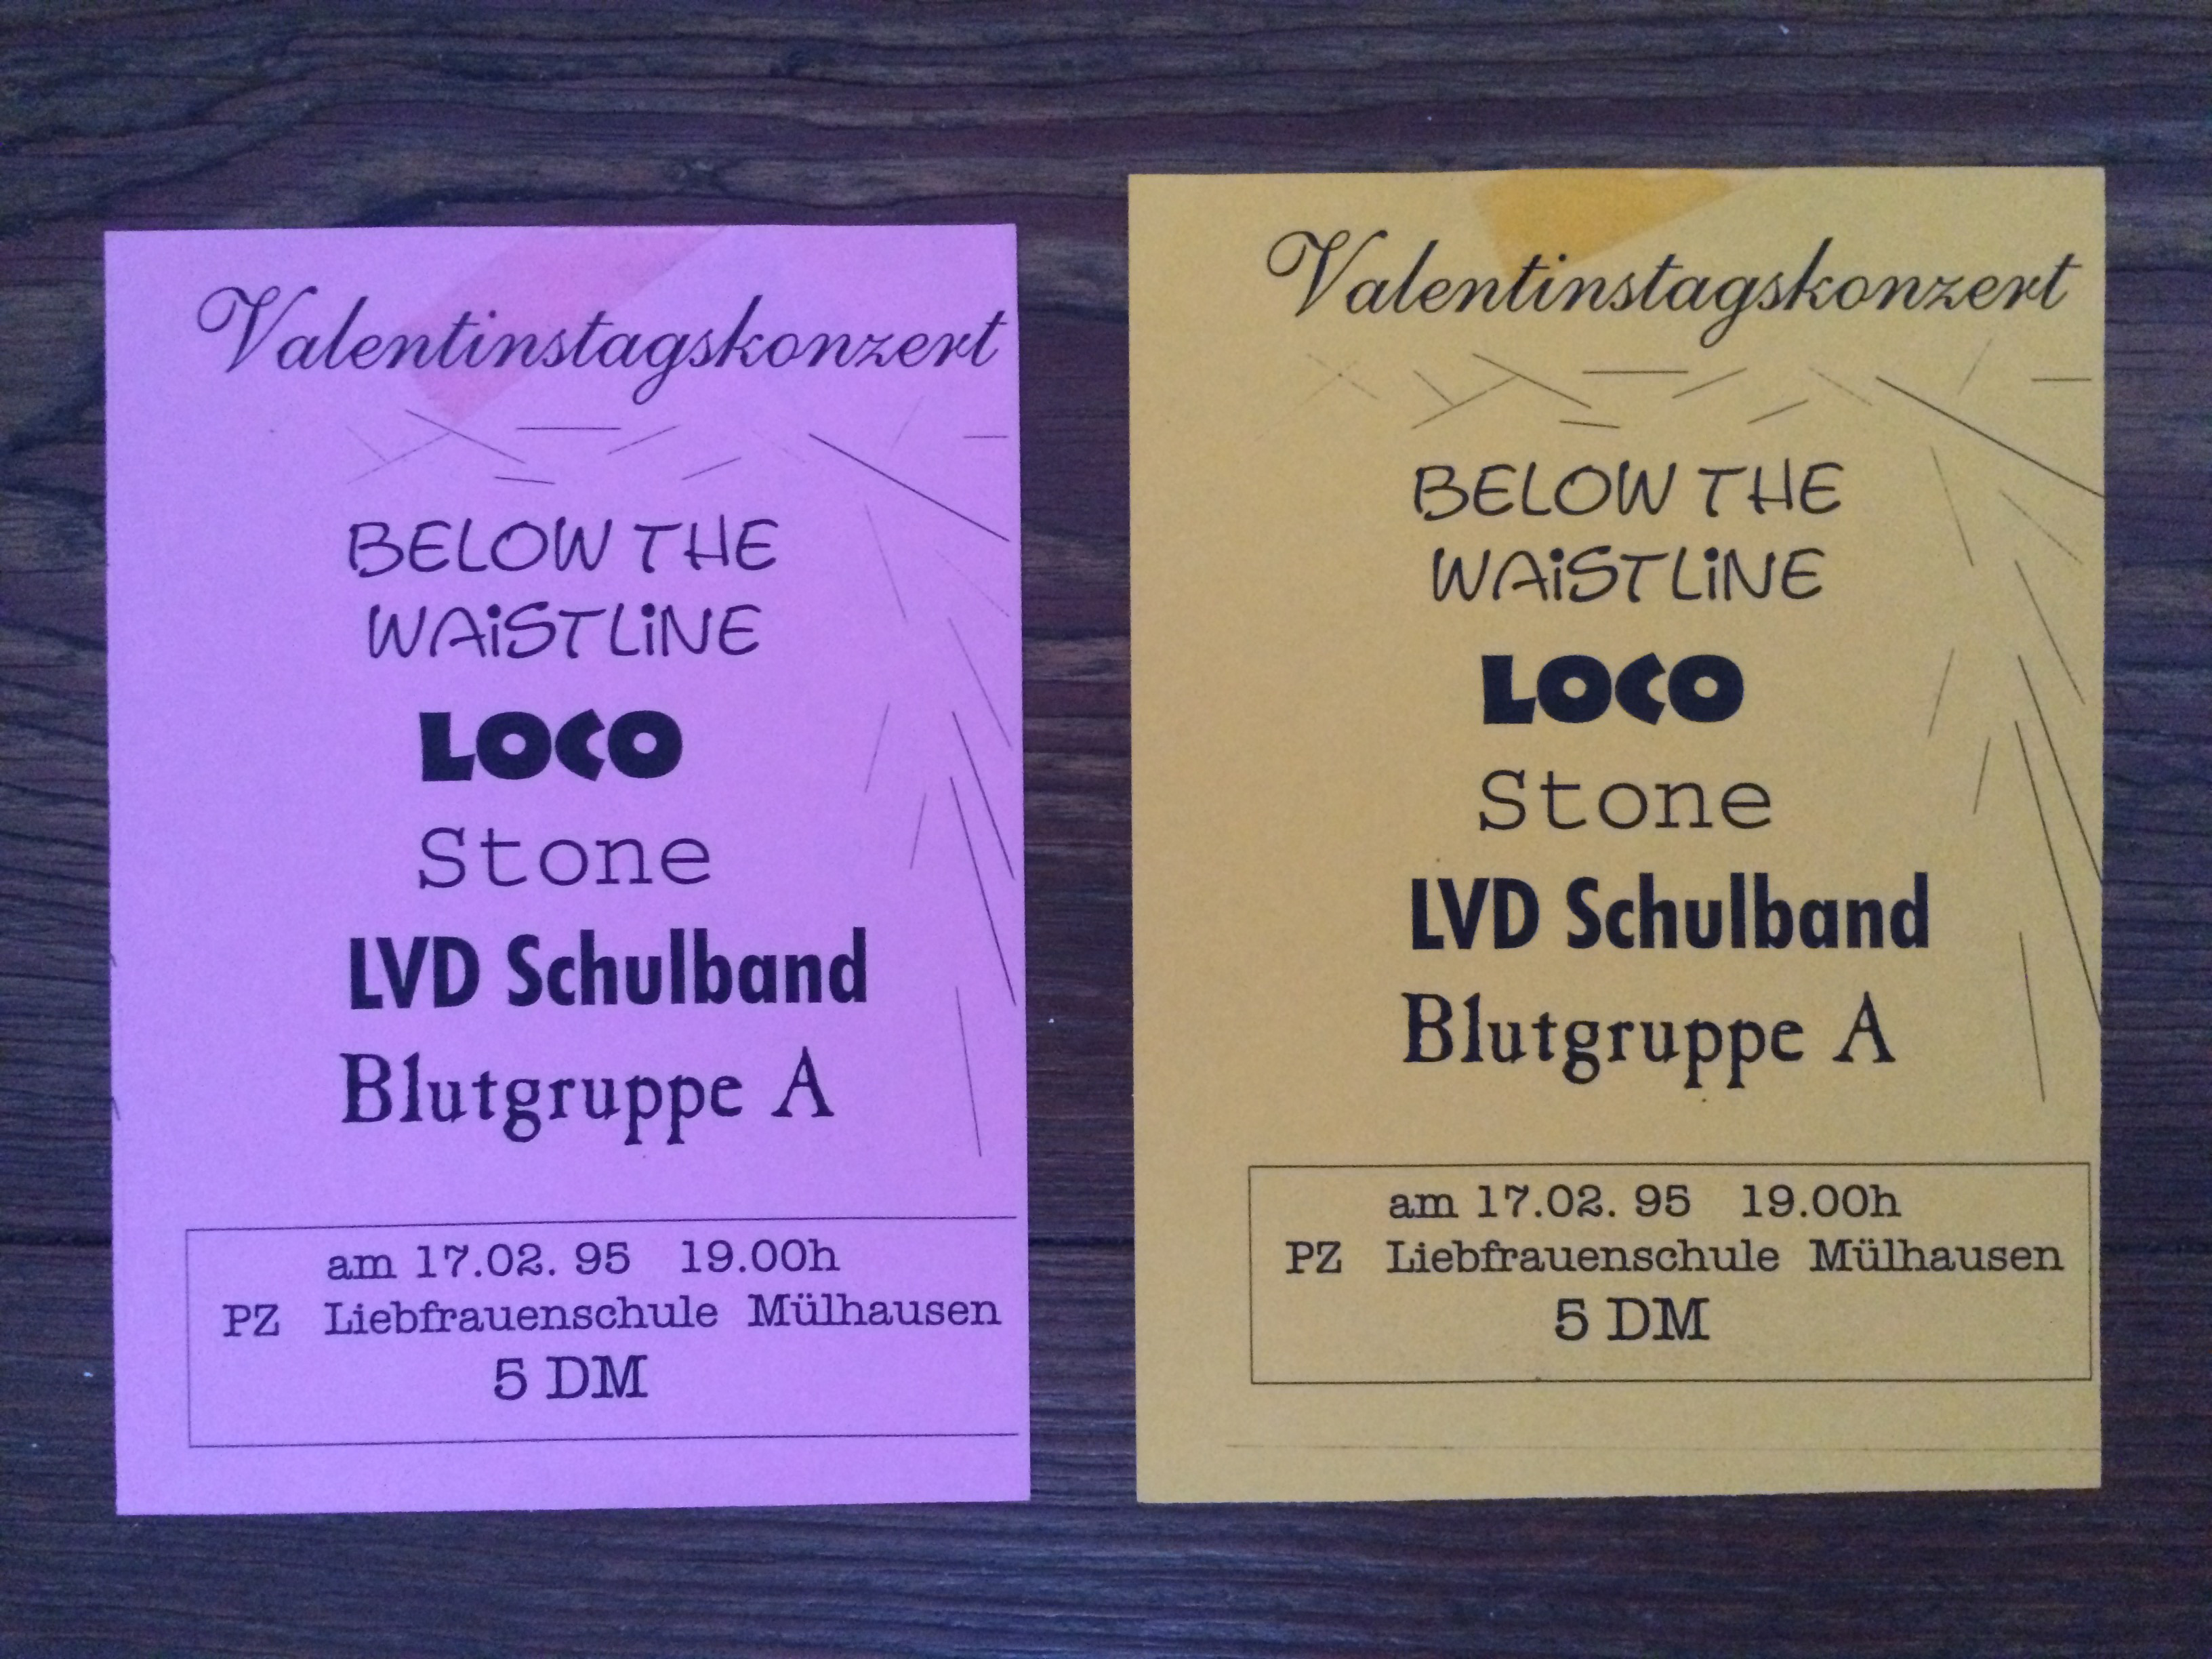 Valentinstagskonzert
BELOW THE
WAiSTLiNE
LOCO
Stone
LVD Schulband
Blutgruppe A
am 17.02. 95 19.00h
PZ Liebfrauenschule Mülhausen
5 DM
Valentinstagskonzert
BELOW THE
WAiSTLiNE
LOCO
Stone
LVD Schulband
Blutgruppe A
am 17.02. 95 19.00h
PZ Liebfrauenschule Mülhausen
5 DM